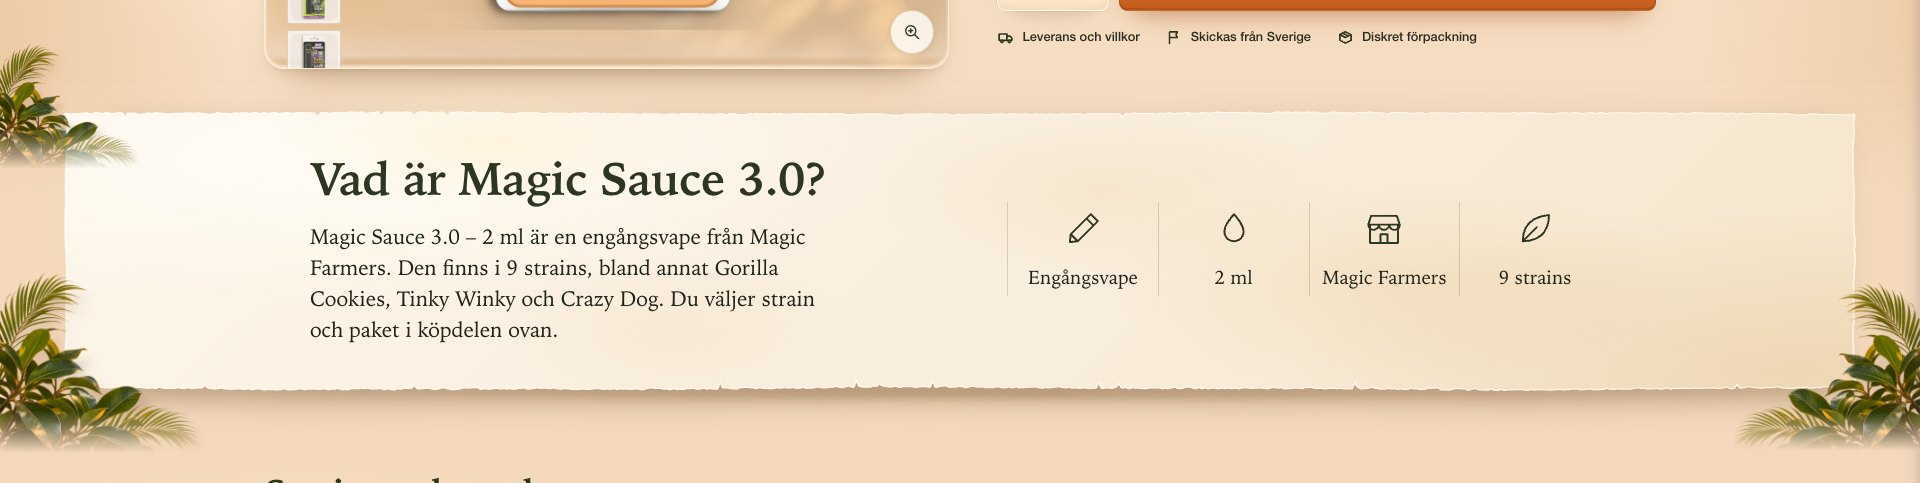 Leverans och villkor
Skickas från Sverige
Diskret förpackning
Vad är Magic Sauce 3.0?
Magic Sauce 3.0 – 2 ml är en engångsvape från Magic
Farmers. Den finns i 9 strains, bland annat Gorilla
Cookies, Tinky Winky och Crazy Dog. Du väljer strain
och paket i köpdelen ovan.
Engångsvape
2 ml
Magic Farmers
9 strains